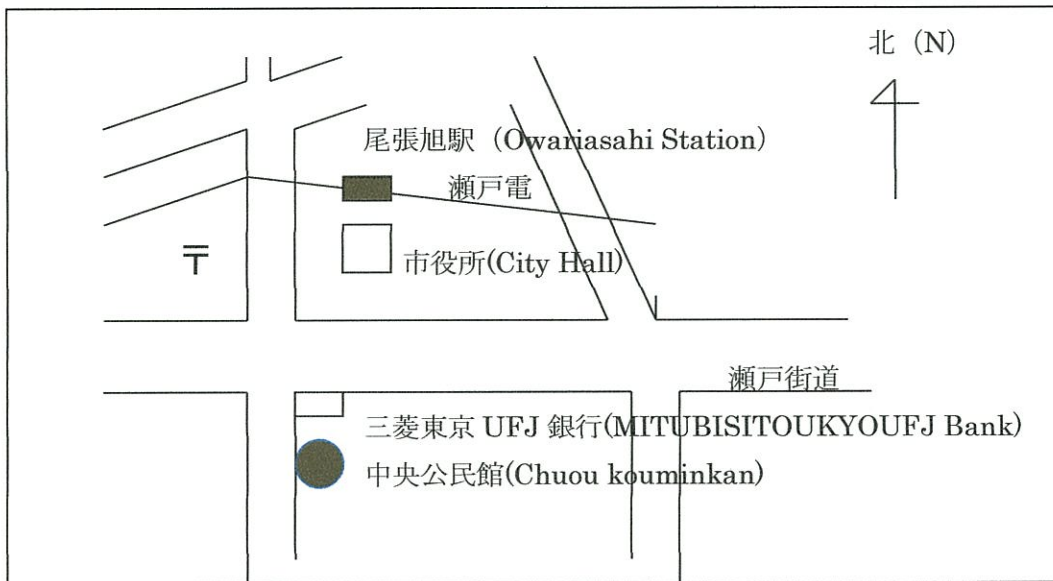 北（N）
尾張旭駅（Owariasahi Station）
瀬戸電
〒
市役所(City Hall)
瀬戸街道
三菱東京 UFJ 銀行(MITUBISITOUKYOUFJ Bank)
中央公民館(Chuou kouminkan)